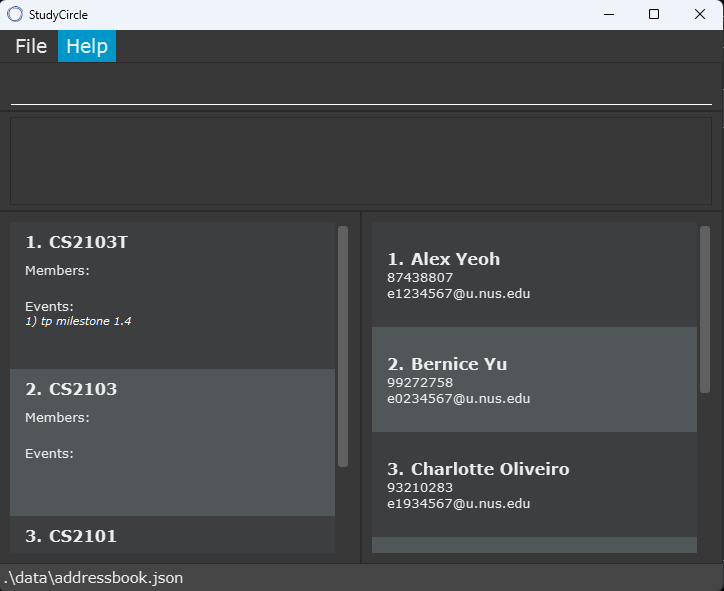 StudyCircle
File Help
1. CS2103T
Members:
Events:
1) tp milestone 1.4
2. CS2103
Members:
Events:
3. CS2101
1. Alex Yeoh
87438807
e1234567@u.nus.edu
2. Bernice Yu
99272758
e0234567@u.nus.edu
3. Charlotte Oliveiro
93210283
e1934567@u.nus.edu
.\data\addressbook.json